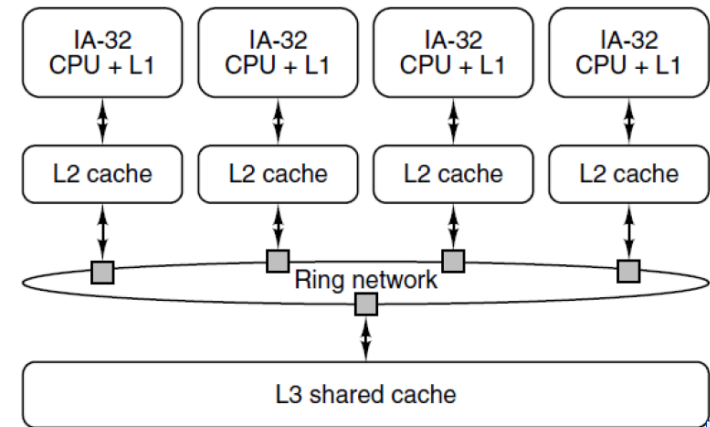 IA-32
CPU + L1
IA-32
CPU + L1
IA-32
CPU + L1
IA-32
CPU + L1
L2 cache
L2 cache
L2 cache
L2 cache
Ring network
L3 shared cache